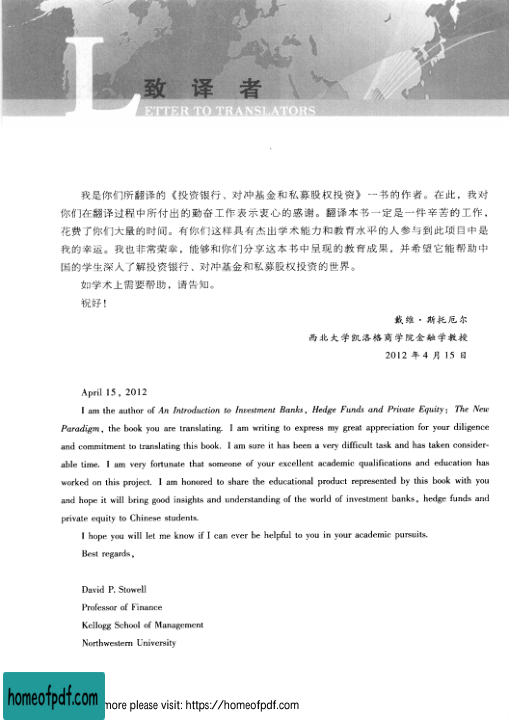 致译者
LETTER TO TRANSLATORS
我是你们所翻译的《投资银行、对冲基金和私募股权投资》一书的作者。在此，我对
你们在翻译过程中所付出的勤奋工作表示衷心的感谢。翻译本书一定是一件辛苦的工作，
花费了你们大量的时间。有你们这样具有杰出学术能力和教育水平的人参与到此项目中是
我的幸运。我也非常荣幸，能够和你们分享这本书中呈现的教育成果，并希望它能帮助中
国的学生深入了解投资银行、对冲基金和私募股权投资的世界。
如学术上需要帮助，请告知。
祝好！
戴维·斯托厄尔
西北大学凯洛格商学院金融学教授
2012年4月15日
April 15, 2012
I am the author of An Introduction to Investment Banks, Hedge Funds and Private Equity: The New
Paradigm, the book you are translating. I am writing to express my great appreciation for your diligence
and commitment to translating this book. I am sure it has been a very difficult task and has taken consider-
able time. I am very fortunate that someone of your excellent academic qualifications and education has
worked on this project. I am honored to share the educational product represented by this book with you
and hope it will bring good insights and understanding of the world of investment banks, hedge funds and
private equity to Chinese students.
I hope you will let me know if I can ever be helpful to you in your academic pursuits.
Best regards,
David P. Stowell
Professor of Finance
Kellogg School of Management
Northwestern University
homeofpdf.com
more please visit: https://homeofpdf.com